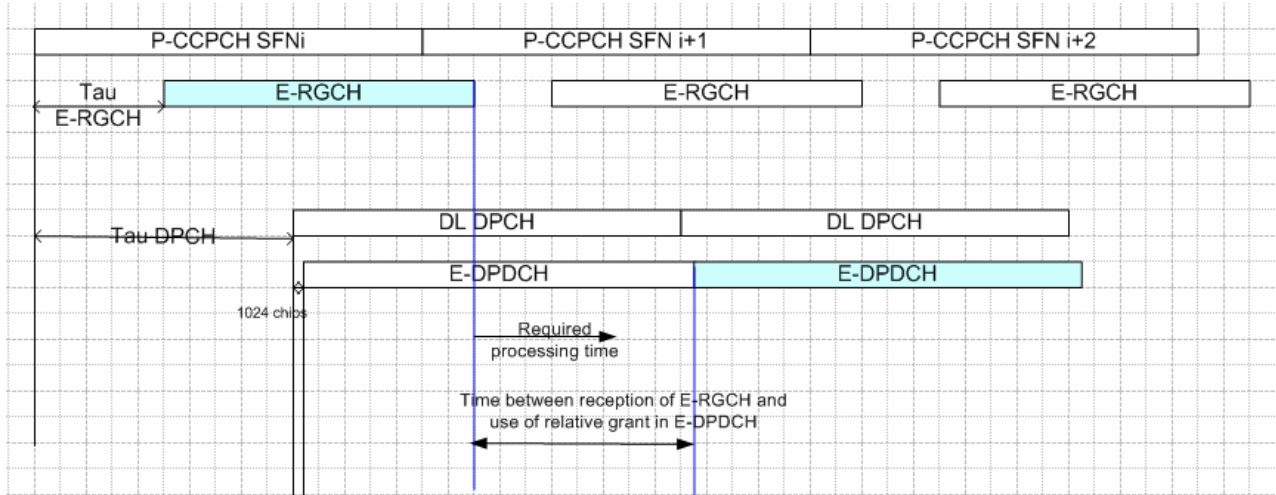 P-CCPCH SFNi
P-CCPCH SFN i+1
P-CCPCH SFN i+2
Tau
E-RGCH
E-RGCH
E-RGCH
E-RGCH
DL DPCH
DL DPCH
Tau DPCH
E-DPDCH
E-DPDCH
1024 chips
Required
processing time
Time between reception of E-RGCH and
use of relative grant in E-DPDCH